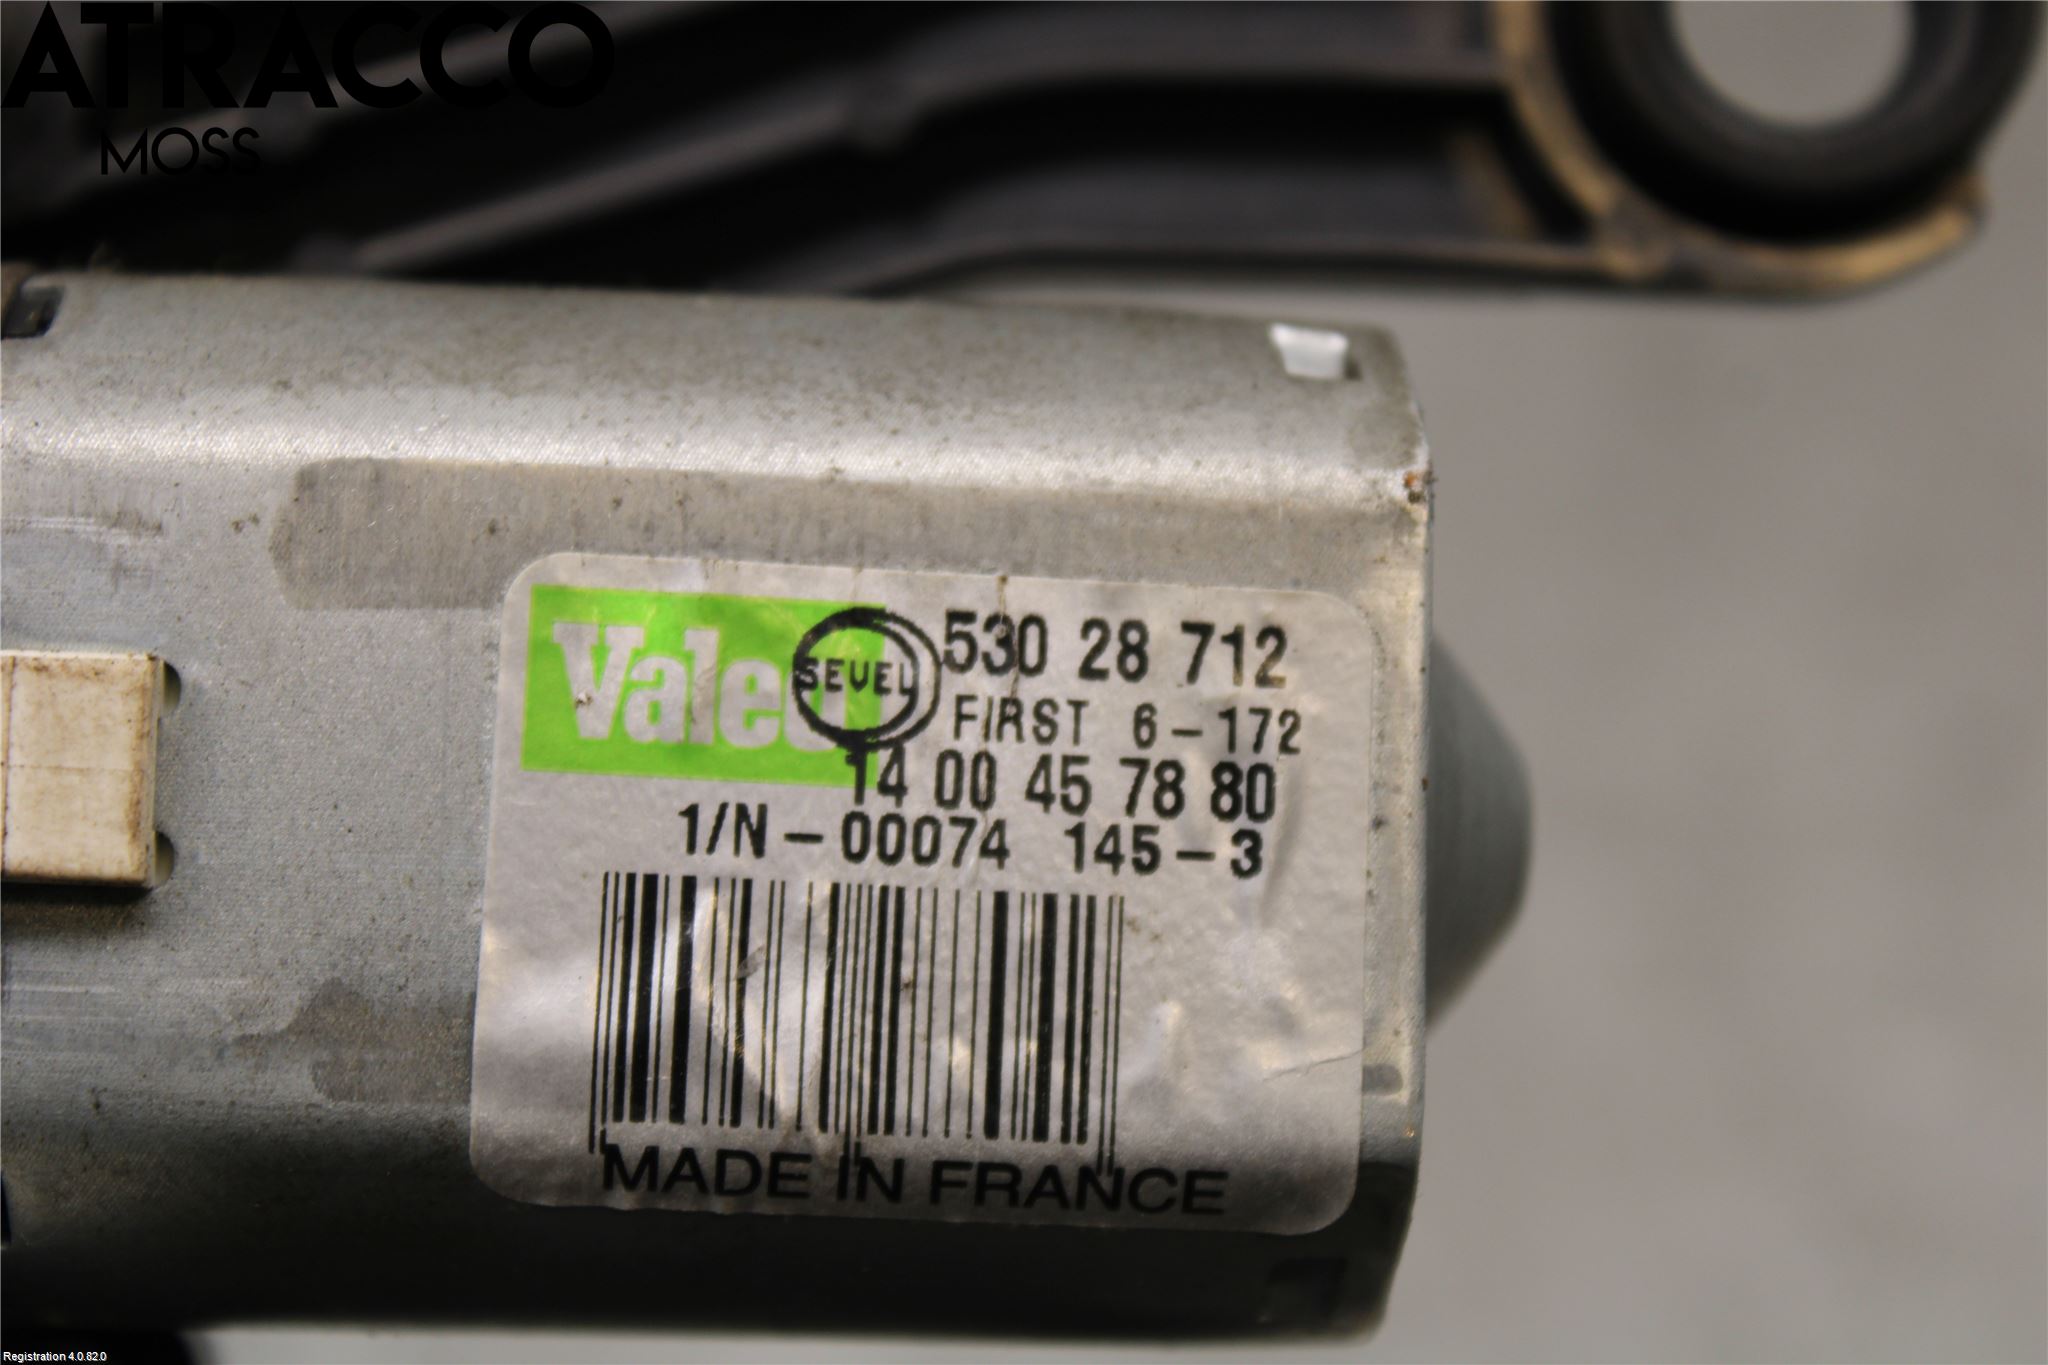 ATRACCO
MOSS
Valeo SEVEL 530 28 712
FIRST 6-172
14 00 45 78 80
1/N-00074 145-3
MADE IN FRANCE
Registration 4.0.82.0